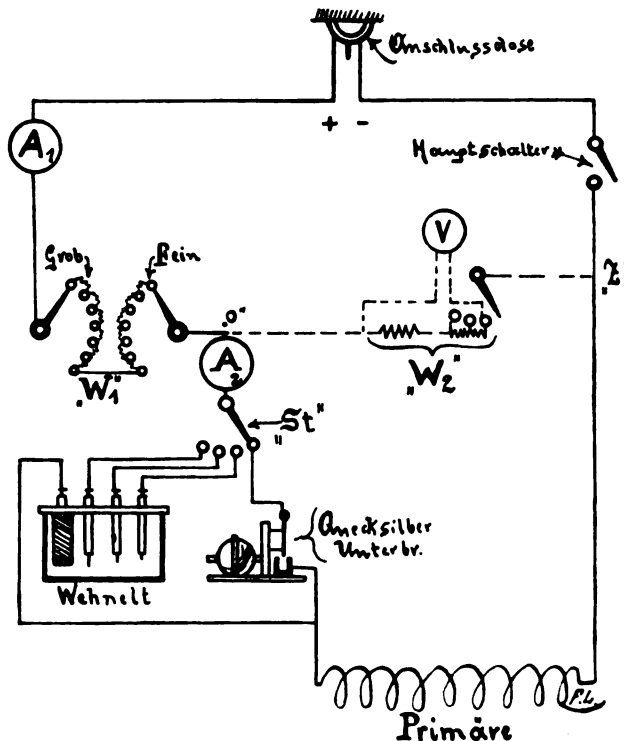 Anschlussdose
+ -
A1
Hauptschalter
Grob
Fein
V
„Z"
„O"
„W1"
A2
„W2"
„St"
Quecksilber
Unterbr.
Wehnelt
F.L.
Primäre